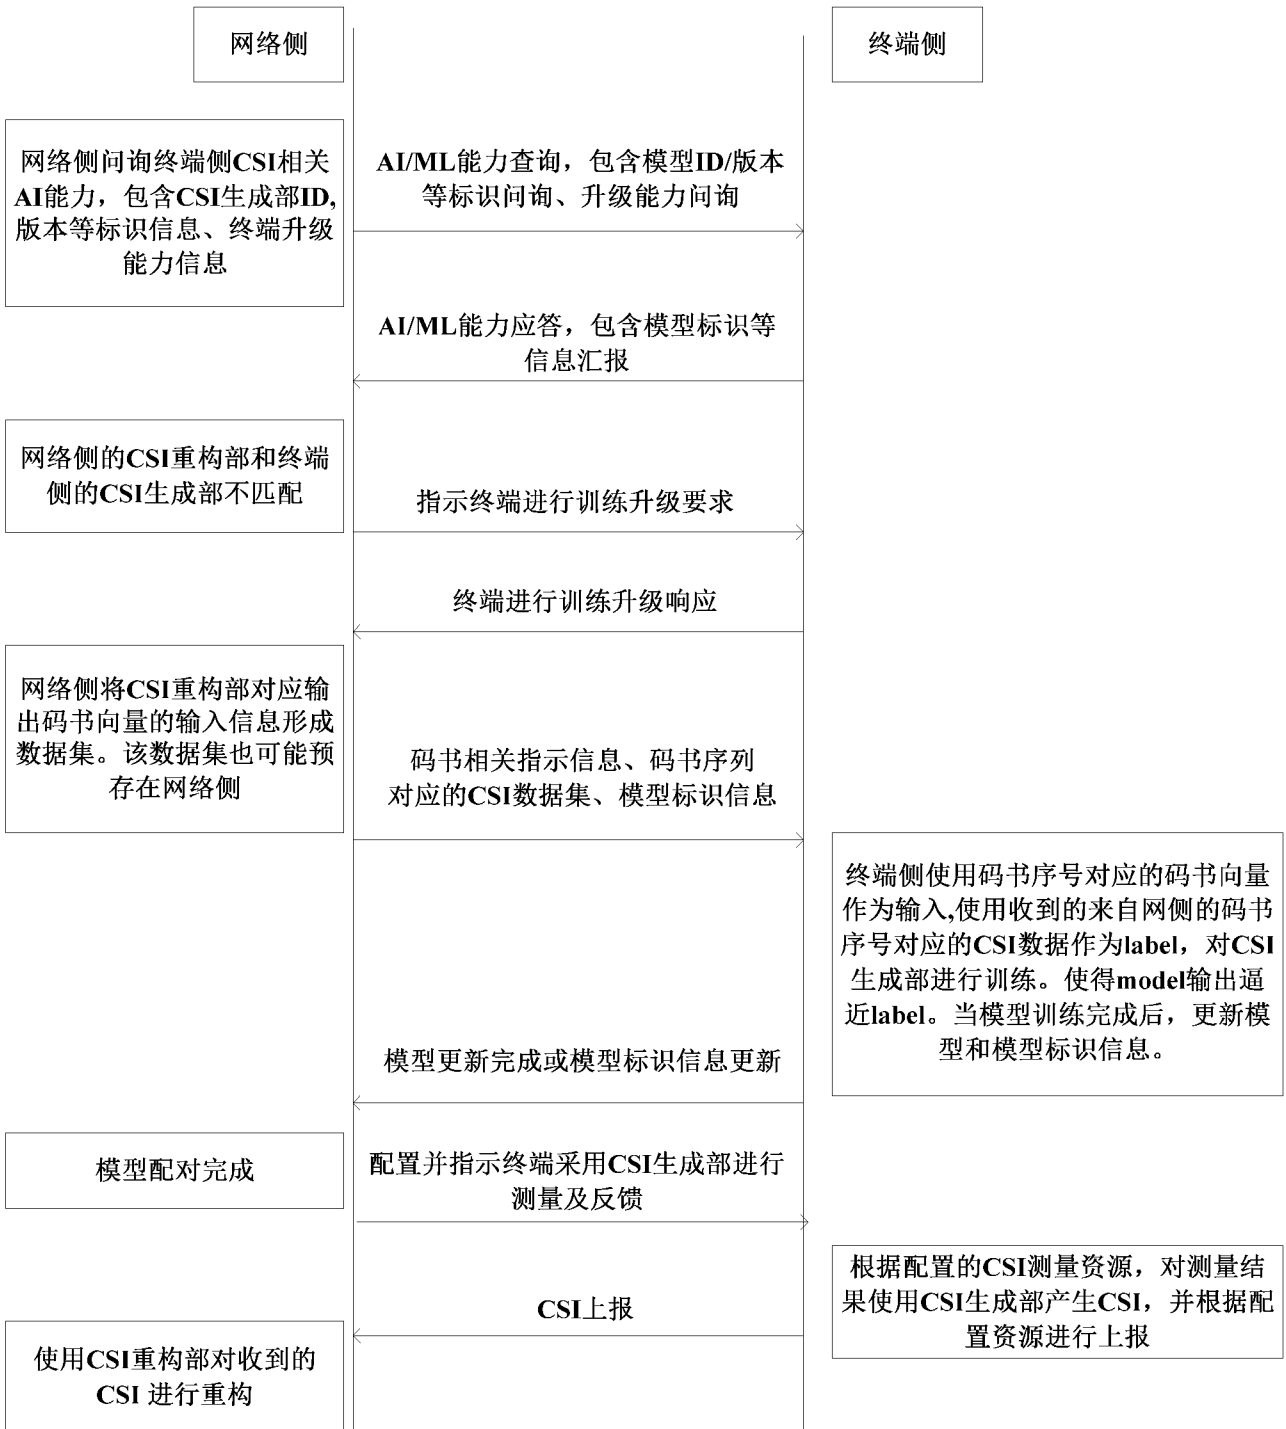 网络侧
终端侧
网络侧问询终端侧CSI相关
AI能力，包含CSI生成部ID,
版本等标识信息、终端升级
能力信息
AI/ML能力查询，包含模型ID/版本
等标识问询、升级能力问询
AI/ML能力应答，包含模型标识等
信息汇报
网络侧的CSI重构部和终端
侧的CSI生成部不匹配
指示终端进行训练升级要求
终端进行训练升级响应
网络侧将CSI重构部对应输
出码书向量的输入信息形成
数据集。该数据集也可能预
存在网络侧
码书相关指示信息、码书序列
对应的CSI数据集、模型标识信息
终端侧使用码书序号对应的码书向量
作为输入,使用收到的来自网侧的码书
序号对应的CSI数据作为label，对CSI
生成部进行训练。使得model输出逼
近label。当模型训练完成后，更新模
型和模型标识信息。
模型更新完成或模型标识信息更新
模型配对完成
配置并指示终端采用CSI生成部进行
测量及反馈
根据配置的CSI测量资源，对测量结
果使用CSI生成部产生CSI，并根据配
置资源进行上报
CSI上报
使用CSI重构部对收到的
CSI 进行重构